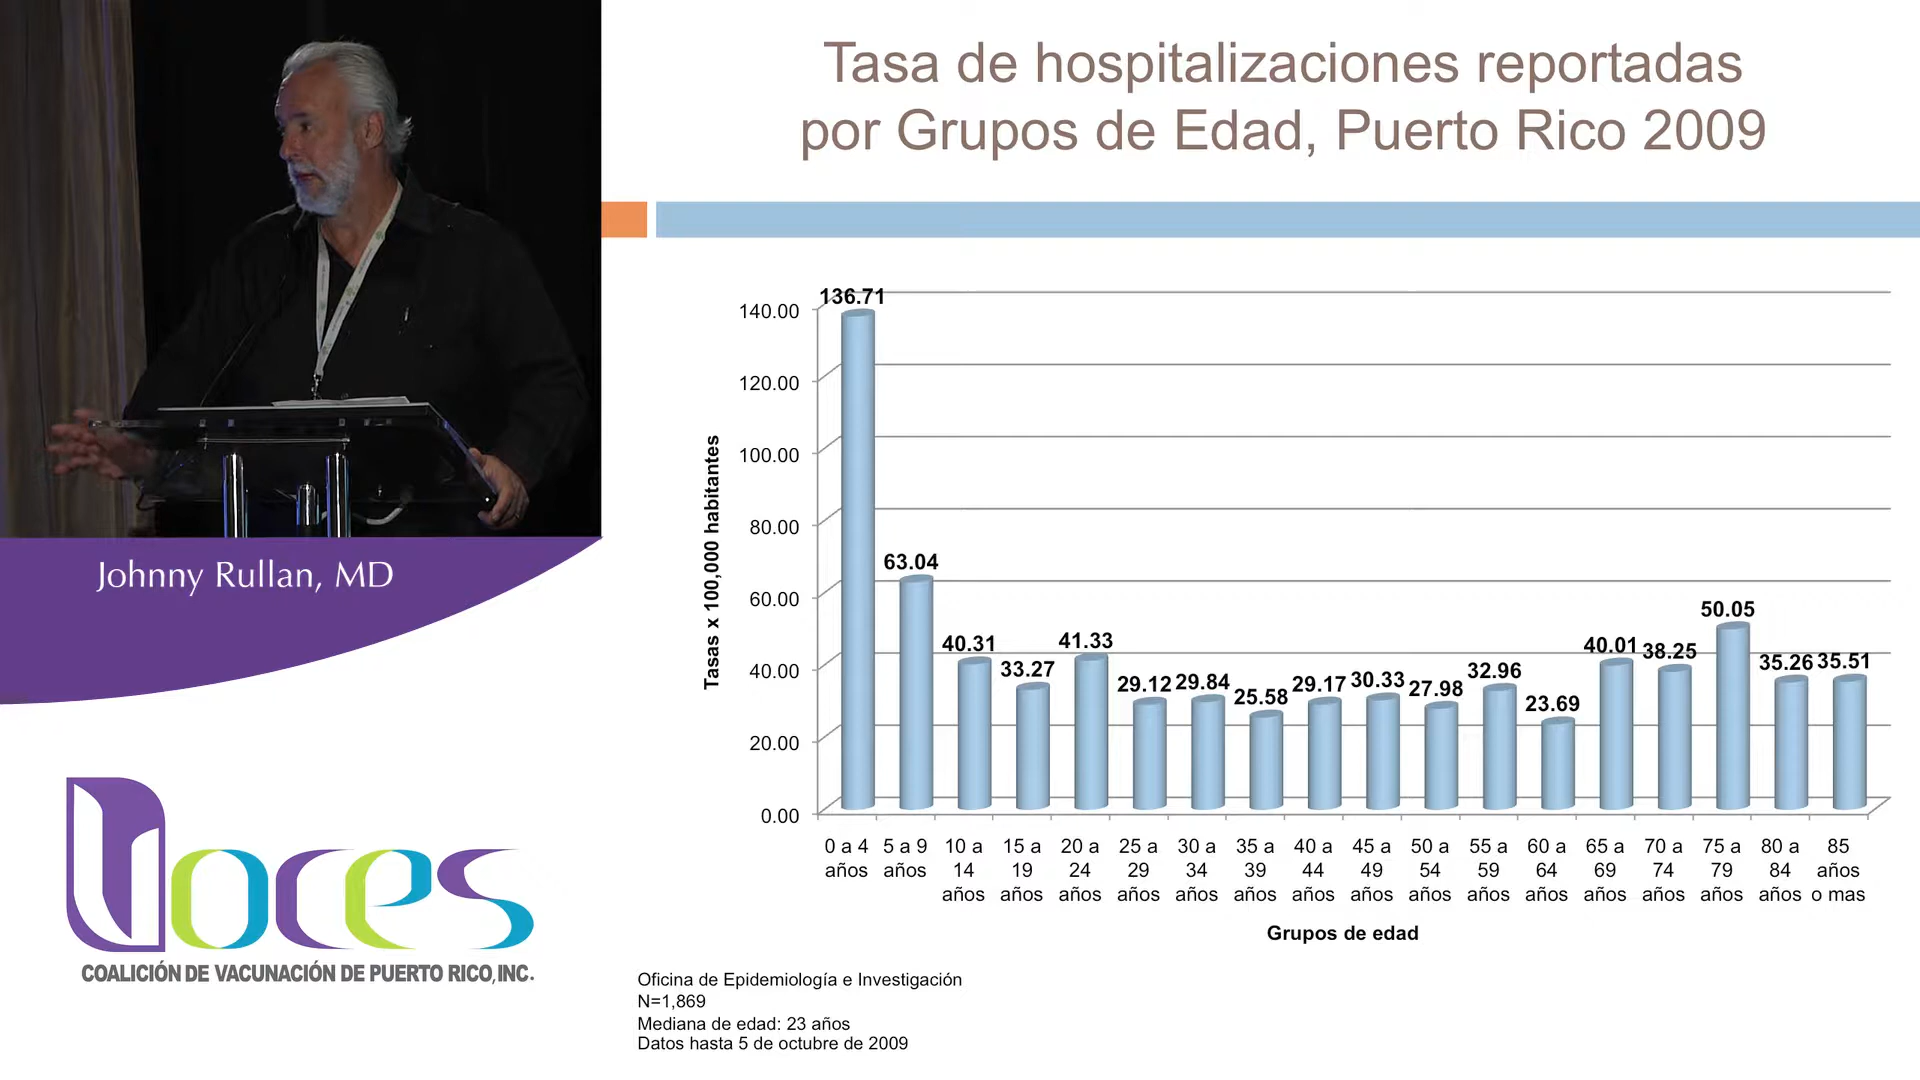 Tasa de hospitalizaciones reportadas
por Grupos de Edad, Puerto Rico 2009
Johnny Rullan, MD
Voces
COALICIÓN DE VACUNACIÓN DE PUERTO RICO, INC.
Tasas x 100,000 habitantes
140.00
120.00
100.00
80.00
60.00
40.00
20.00
0.00
136.71
63.04
40.31
33.27
41.33
29.12
29.84
25.58
29.17
30.33
27.98
32.96
23.69
40.01
38.25
50.05
35.26
35.51
0 a 4 años
5 a 9 años
10 a 14 años
15 a 19 años
20 a 24 años
25 a 29 años
30 a 34 años
35 a 39 años
40 a 44 años
45 a 49 años
50 a 54 años
55 a 59 años
60 a 64 años
65 a 69 años
70 a 74 años
75 a 79 años
80 a 84 años
85 años o mas
Grupos de edad
Oficina de Epidemiología e Investigación
N=1,869
Mediana de edad: 23 años
Datos hasta 5 de octubre de 2009